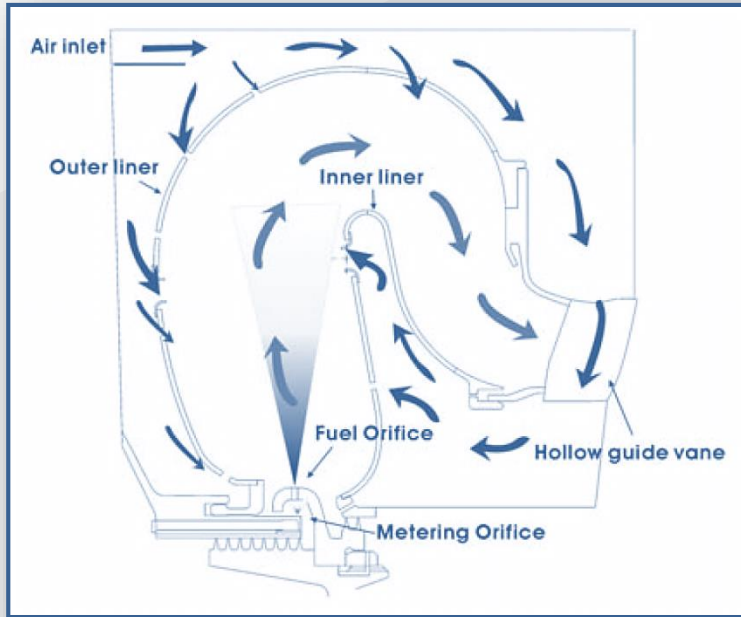 Air inlet
Outer liner
Inner liner
Fuel Orifice
Hollow guide vane
Metering Orifice